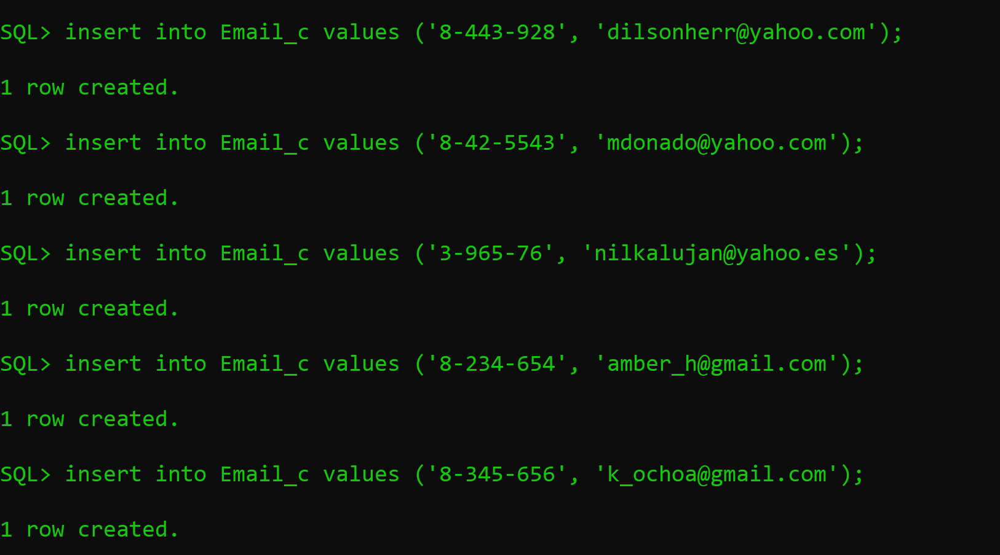 SQL> insert into Email_c values ('8-443-928', 'dilsonherr@yahoo.com');
1 row created.
SQL> insert into Email_c values ('8-42-5543', 'mdonado@yahoo.com');
1 row created.
SQL> insert into Email_c values ('3-965-76', 'nilkalujan@yahoo.es');
1 row created.
SQL> insert into Email_c values ('8-234-654', 'amber_h@gmail.com');
1 row created.
SQL> insert into Email_c values ('8-345-656', 'k_ochoa@gmail.com');
1 row created.